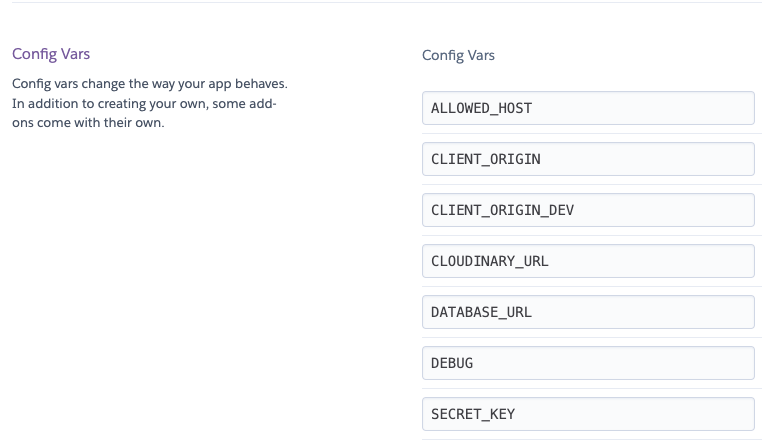 Config Vars
Config vars change the way your app behaves.
In addition to creating your own, some add-
ons come with their own.
Config Vars
ALLOWED_HOST
CLIENT_ORIGIN
CLIENT_ORIGIN_DEV
CLOUDINARY_URL
DATABASE_URL
DEBUG
SECRET_KEY